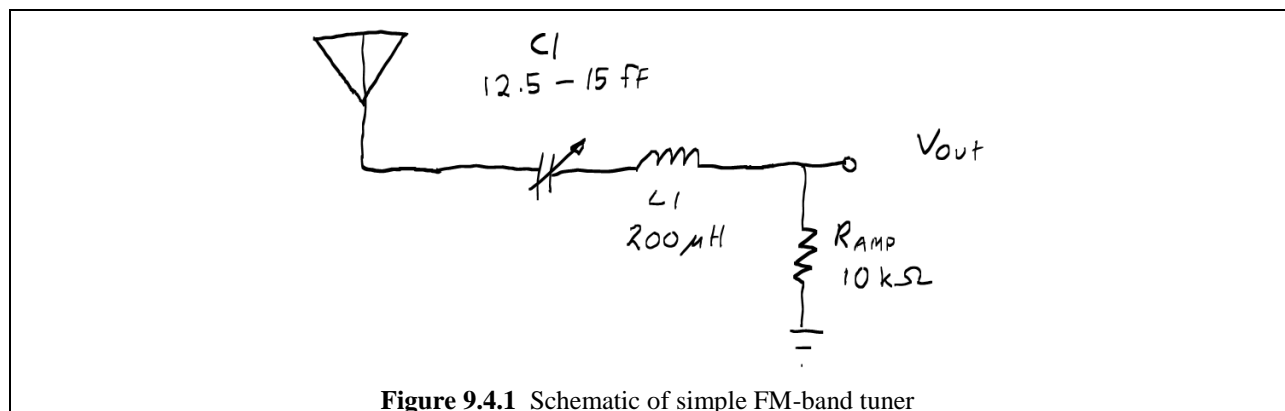 C1
12.5 - 15 fF
Vout
L1
200 μH
RAMP
10 kΩ
Figure 9.4.1 Schematic of simple FM-band tuner